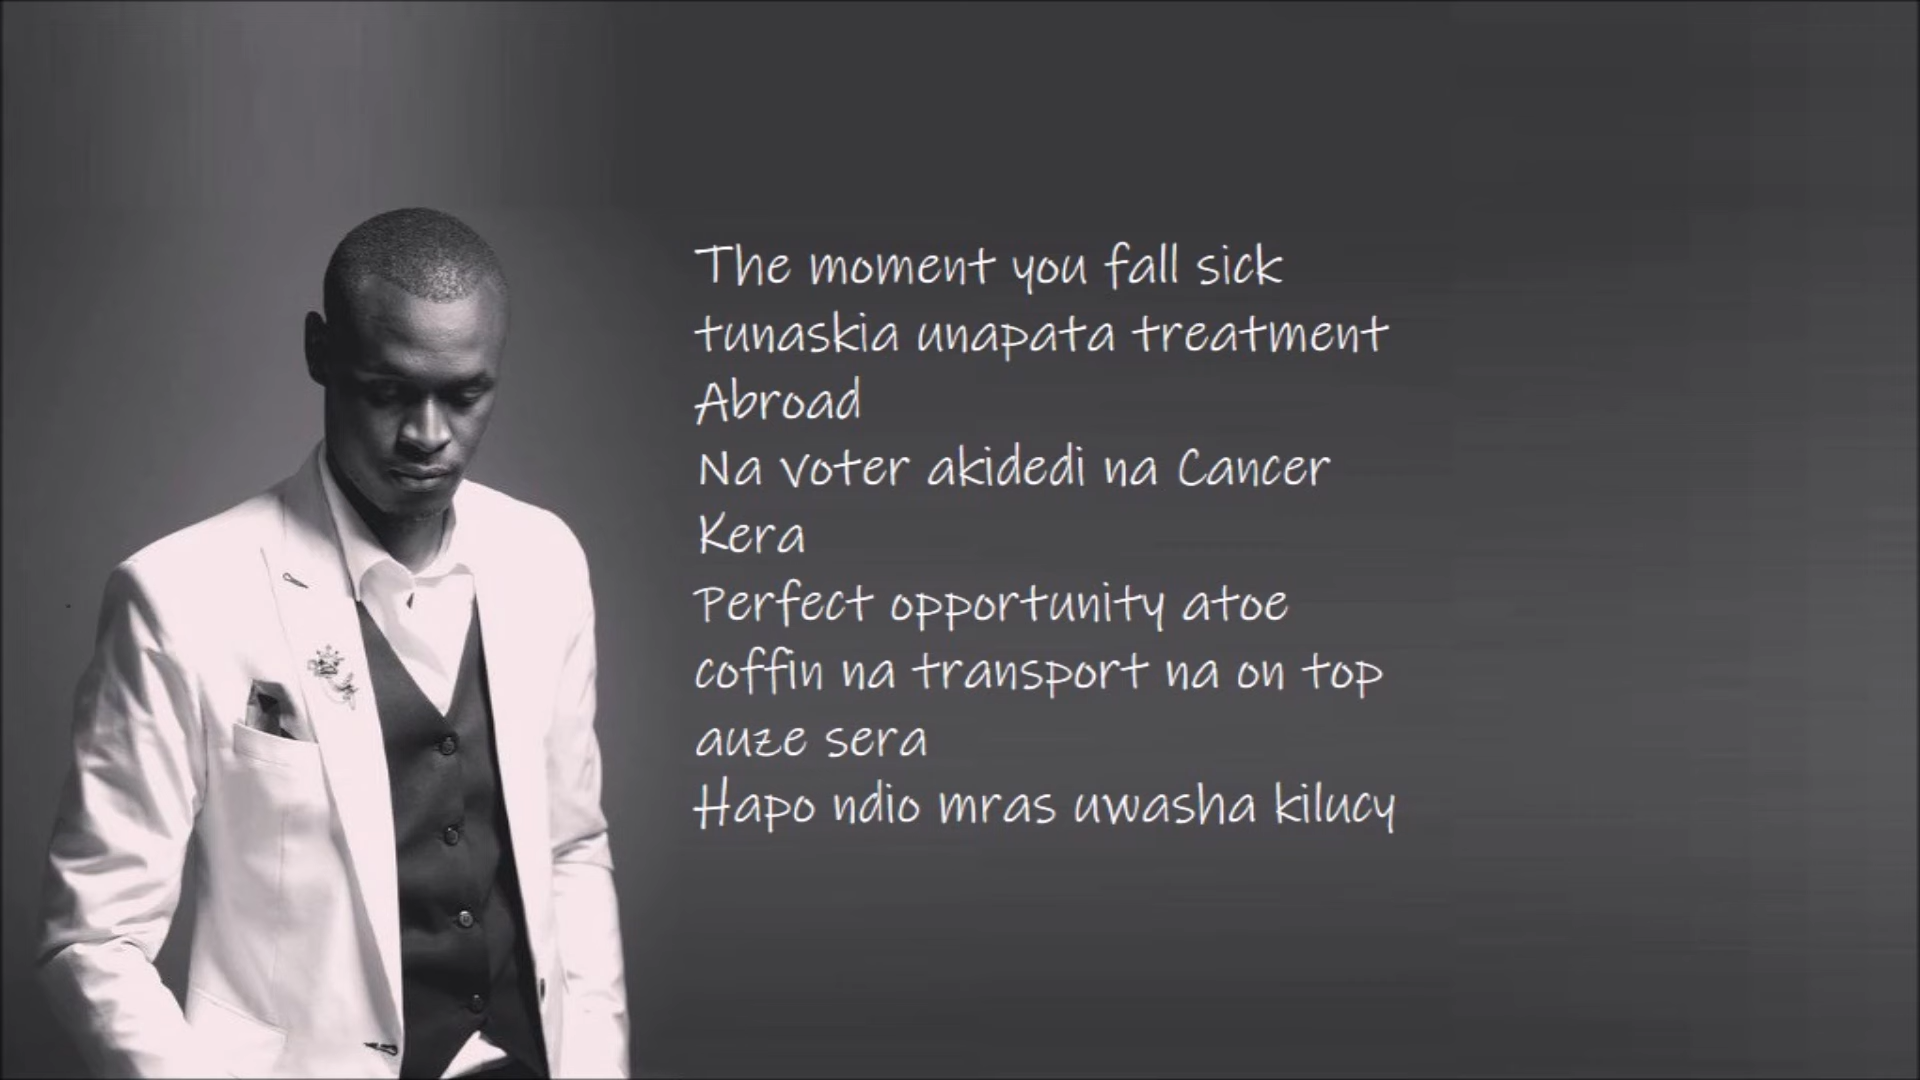 The moment you fall sick
tunaskia unapata treatment
Abroad
Na voter akidedi na Cancer
Kera
Perfect opportunity atoe
coffin na transport na on top
auze sera
Hapo ndio mras uwasha kilucy